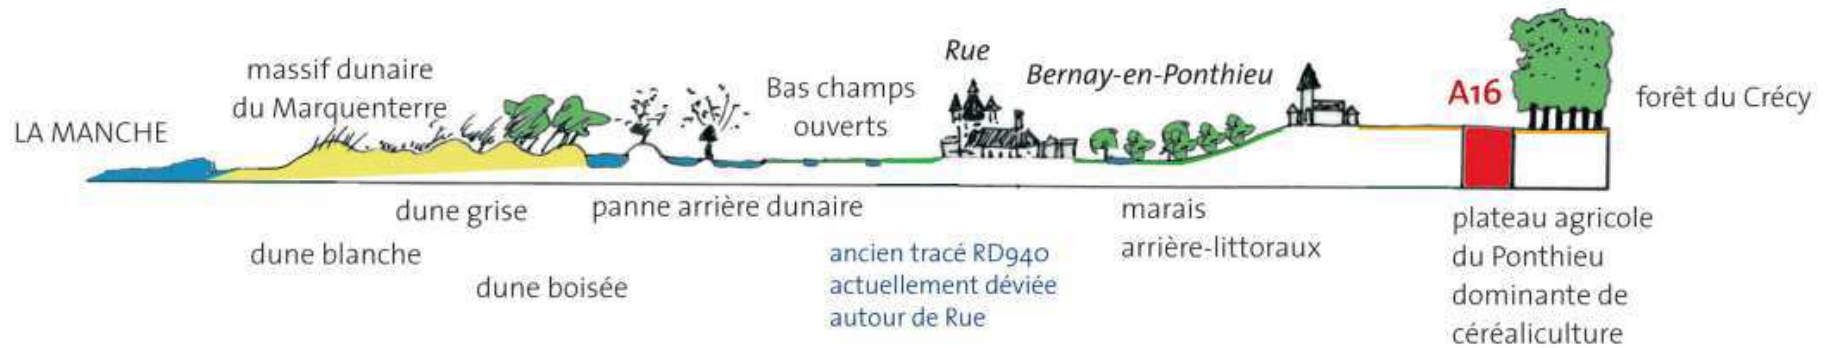 LA MANCHE
massif dunaire
du Marquenterre
Bas champs
ouverts
Rue
Bernay-en-Ponthieu
A16
forêt du Crécy
dune blanche
dune grise
dune boisée
panne arrière dunaire
ancien tracé RD940
actuellement déviée
autour de Rue
marais
arrière-littoraux
plateau agricole
du Ponthieu
dominante de
céréaliculture